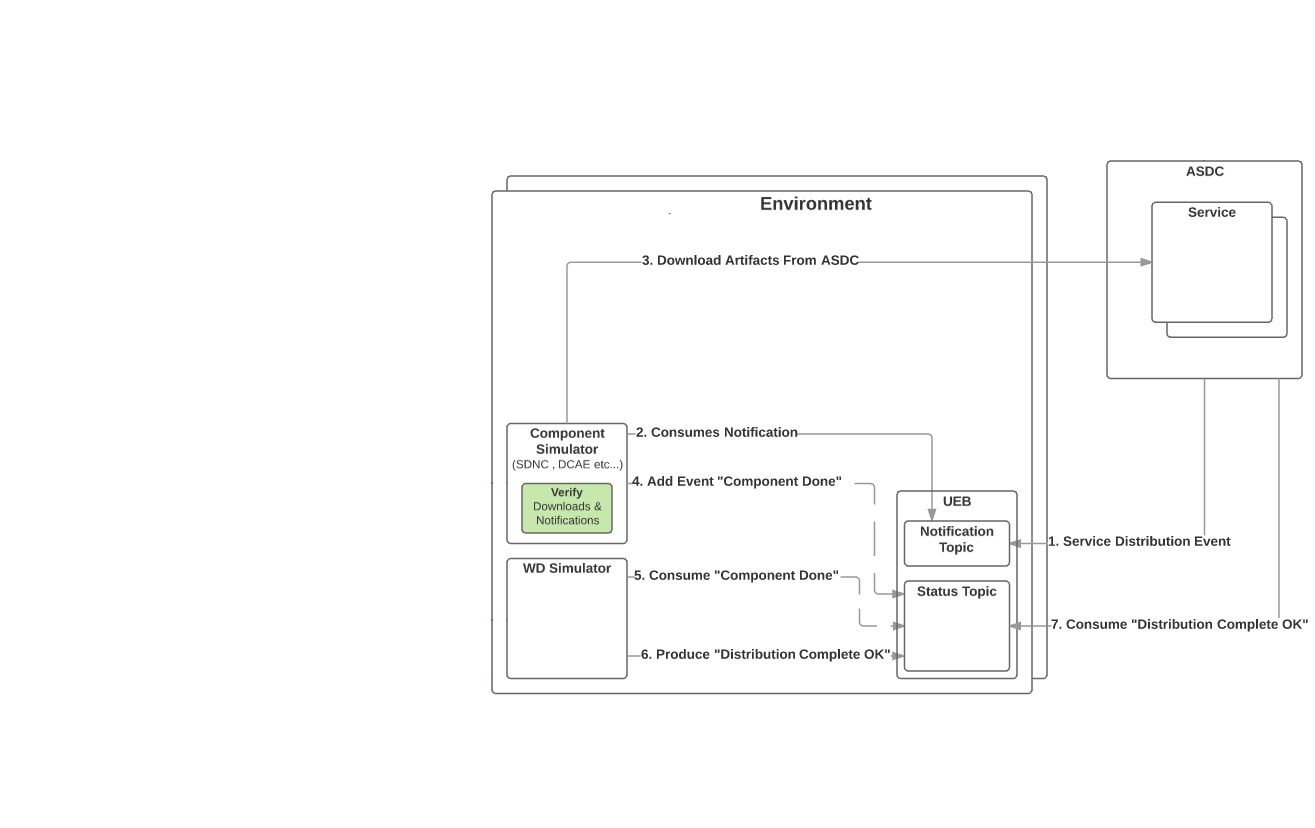 ASDC
Service
Environment
3. Download Artifacts From ASDC
Component
Simulator
(SDNC , DCAE etc...)
Verify
Downloads &
Notifications
2. Consumes Notification
4. Add Event "Component Done"
UEB
Notification
Topic
1. Service Distribution Event
WD Simulator
5. Consume "Component Done"
Status Topic
7. Consume "Distribution Complete OK"
6. Produce "Distribution Complete OK"